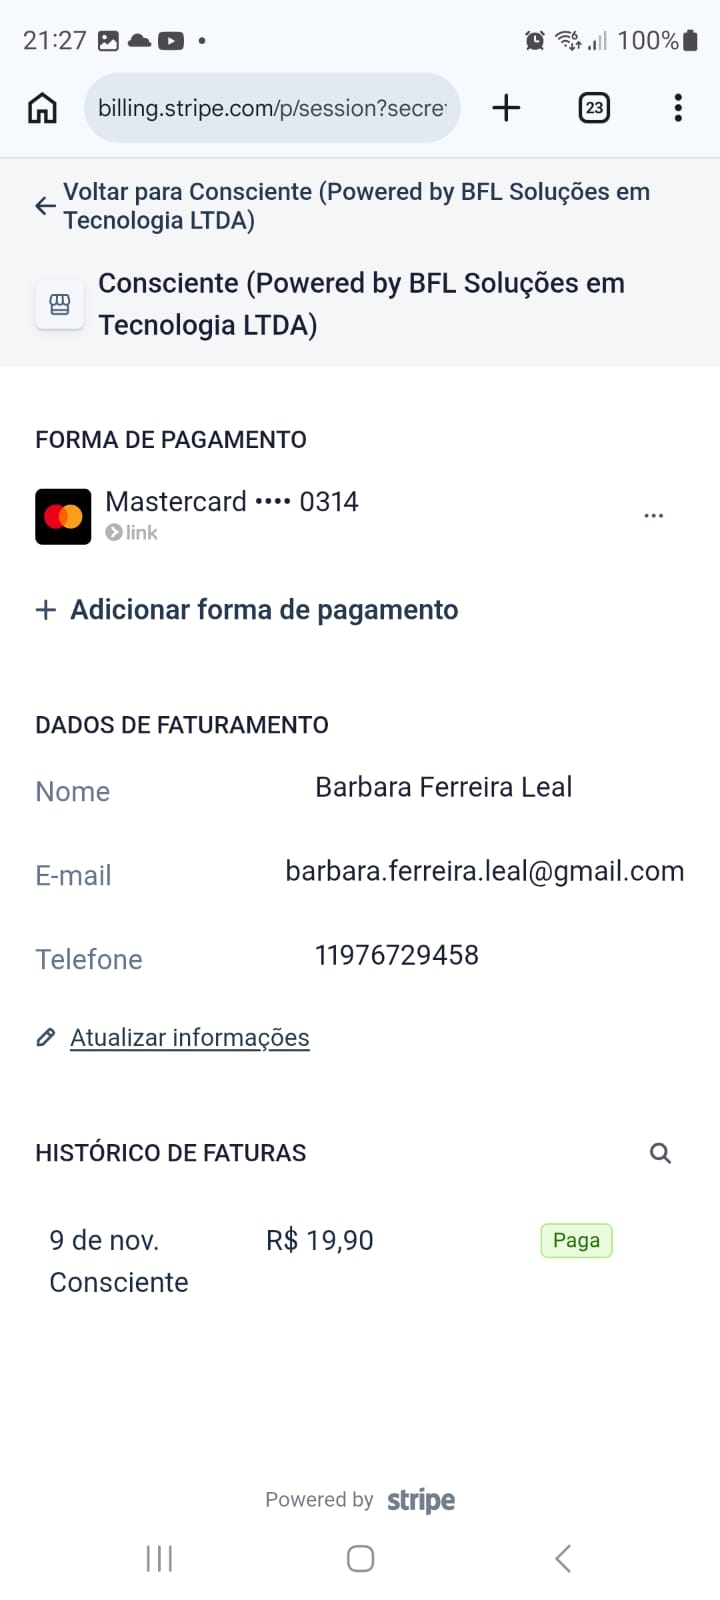 21:27
100%
billing.stripe.com/p/session?secre
23
Voltar para Consciente (Powered by BFL Soluções em
Tecnologia LTDA)
Consciente (Powered by BFL Soluções em
Tecnologia LTDA)
FORMA DE PAGAMENTO
Mastercard •••• 0314
link
+ Adicionar forma de pagamento
DADOS DE FATURAMENTO
Nome Barbara Ferreira Leal
E-mail barbara.ferreira.leal@gmail.com
Telefone 11976729458
Atualizar informações
HISTÓRICO DE FATURAS
9 de nov. R$ 19,90 Paga
Consciente
Powered by stripe